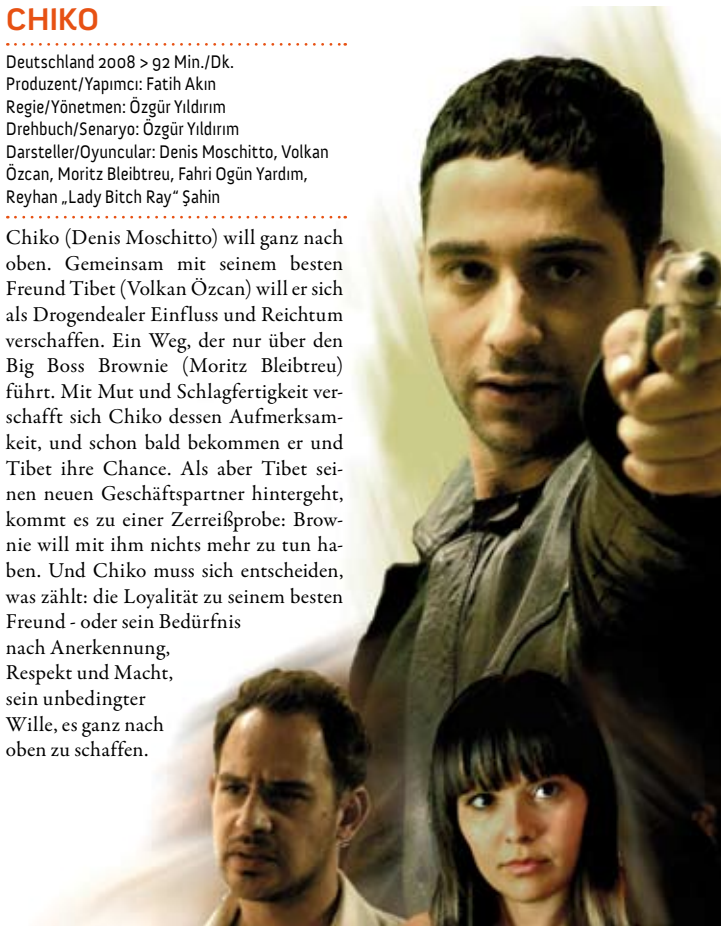 CHIKO
Deutschland 2008 > 92 Min./Dk.
Produzent/Yapımcı: Fatih Akın
Regie/Yönetmen: Özgür Yıldırım
Drehbuch/Senaryo: Özgür Yıldırım
Darsteller/Oyuncular: Denis Moschitto, Volkan
Özcan, Moritz Bleibtreu, Fahri Ogün Yardım,
Reyhan „Lady Bitch Ray“ Şahin
Chiko (Denis Moschitto) will ganz nach
oben. Gemeinsam mit seinem besten
Freund Tibet (Volkan Özcan) will er sich
als Drogendealer Einfluss und Reichtum
verschaffen. Ein Weg, der nur über den
Big Boss Brownie (Moritz Bleibtreu)
führt. Mit Mut und Schlagfertigkeit ver-
schafft sich Chiko dessen Aufmerksam-
keit, und schon bald bekommen er und
Tibet ihre Chance. Als aber Tibet sei-
nen neuen Geschäftspartner hintergeht,
kommt es zu einer Zerreißprobe: Brow-
nie will mit ihm nichts mehr zu tun ha-
ben. Und Chiko muss sich entscheiden,
was zählt: die Loyalität zu seinem besten
Freund - oder sein Bedürfnis
nach Anerkennung,
Respekt und Macht,
sein unbedingter
Wille, es ganz nach
oben zu schaffen.